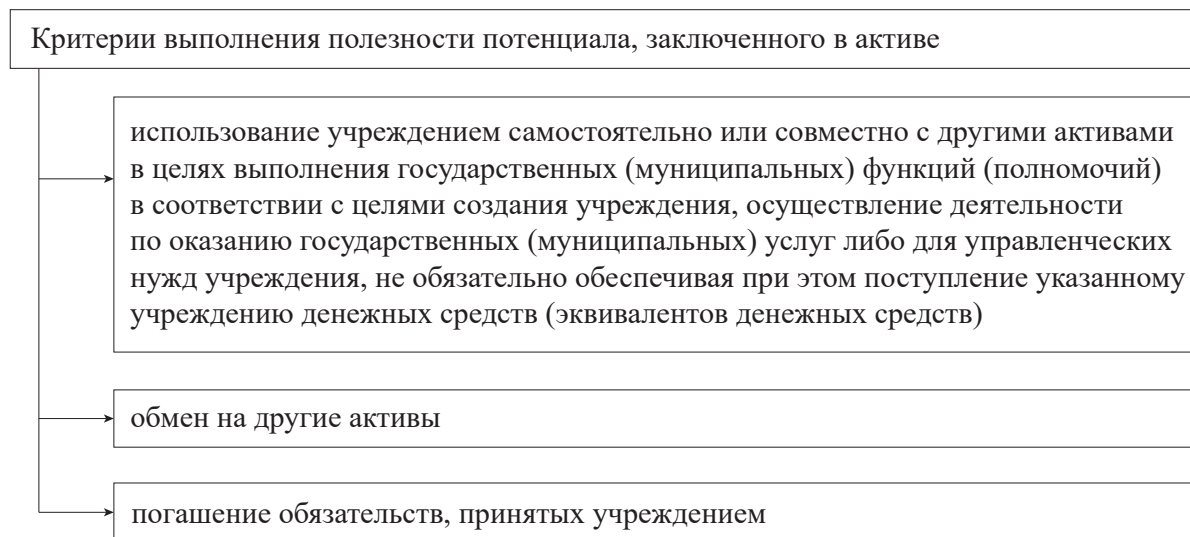 Критерии выполнения полезности потенциала, заключенного в активе
использование учреждением самостоятельно или совместно с другими активами
в целях выполнения государственных (муниципальных) функций (полномочий)
в соответствии с целями создания учреждения, осуществление деятельности
по оказанию государственных (муниципальных) услуг либо для управленческих
нужд учреждения, не обязательно обеспечивая при этом поступление указанному
учреждению денежных средств (эквивалентов денежных средств)
обмен на другие активы
погашение обязательств, принятых учреждением